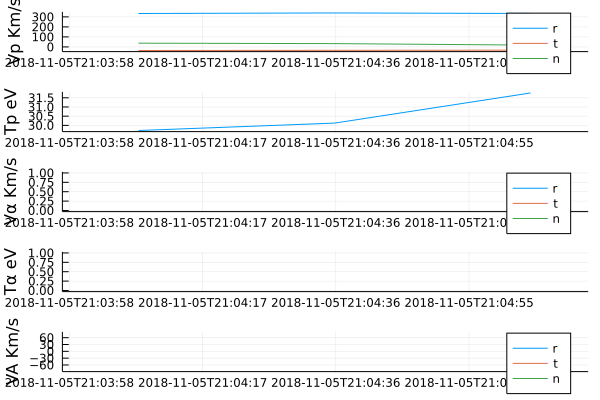 Vp Km/s
300
200
100
0
r
t
n
2018-11-05T21:03:58 2018-11-05T21:04:17 2018-11-05T21:04:36 2018-11-05T21:0
Tp eV
31.5
31.0
30.5
30.0
2018-11-05T21:03:58 2018-11-05T21:04:17 2018-11-05T21:04:36 2018-11-05T21:04:55
Vα Km/s
1.00
0.75
0.50
0.25
0.00
r
t
n
2018-11-05T21:03:58 2018-11-05T21:04:17 2018-11-05T21:04:36 2018-11-05T21:0
Tα eV
1.00
0.75
0.50
0.25
0.00
2018-11-05T21:03:58 2018-11-05T21:04:17 2018-11-05T21:04:36 2018-11-05T21:04:55
VA Km/s
60
30
0
−30
−60
r
t
n
2018-11-05T21:03:58 2018-11-05T21:04:17 2018-11-05T21:04:36 2018-11-05T21:0